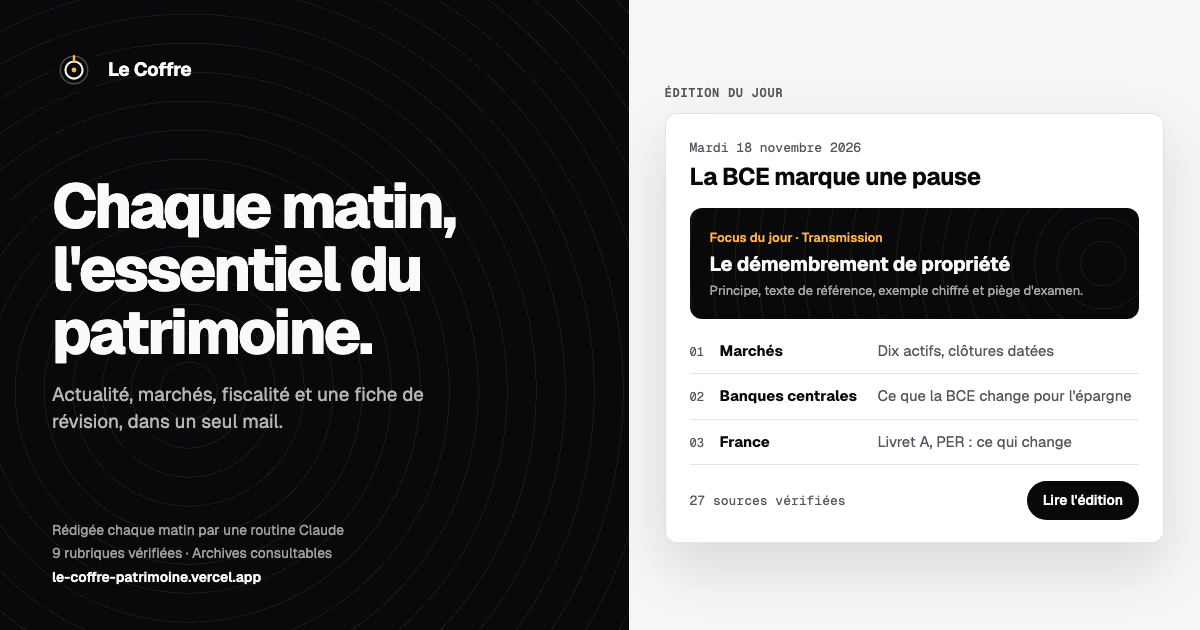 Le Coffre
Chaque matin,
l'essentiel du
patrimoine.
Actualité, marchés, fiscalité et une fiche de
révision, dans un seul mail.
Rédigée chaque matin par une routine Claude
9 rubriques vérifiées · Archives consultables
le-coffre-patrimoine.vercel.app
ÉDITION DU JOUR
Mardi 18 novembre 2026
La BCE marque une pause
Focus du jour · Transmission
Le démembrement de propriété
Principe, texte de référence, exemple chiffré et piège d'examen.
01 Marchés Dix actifs, clôtures datées
02 Banques centrales Ce que la BCE change pour l'épargne
03 France Livret A, PER : ce qui change
27 sources vérifiées Lire l'édition